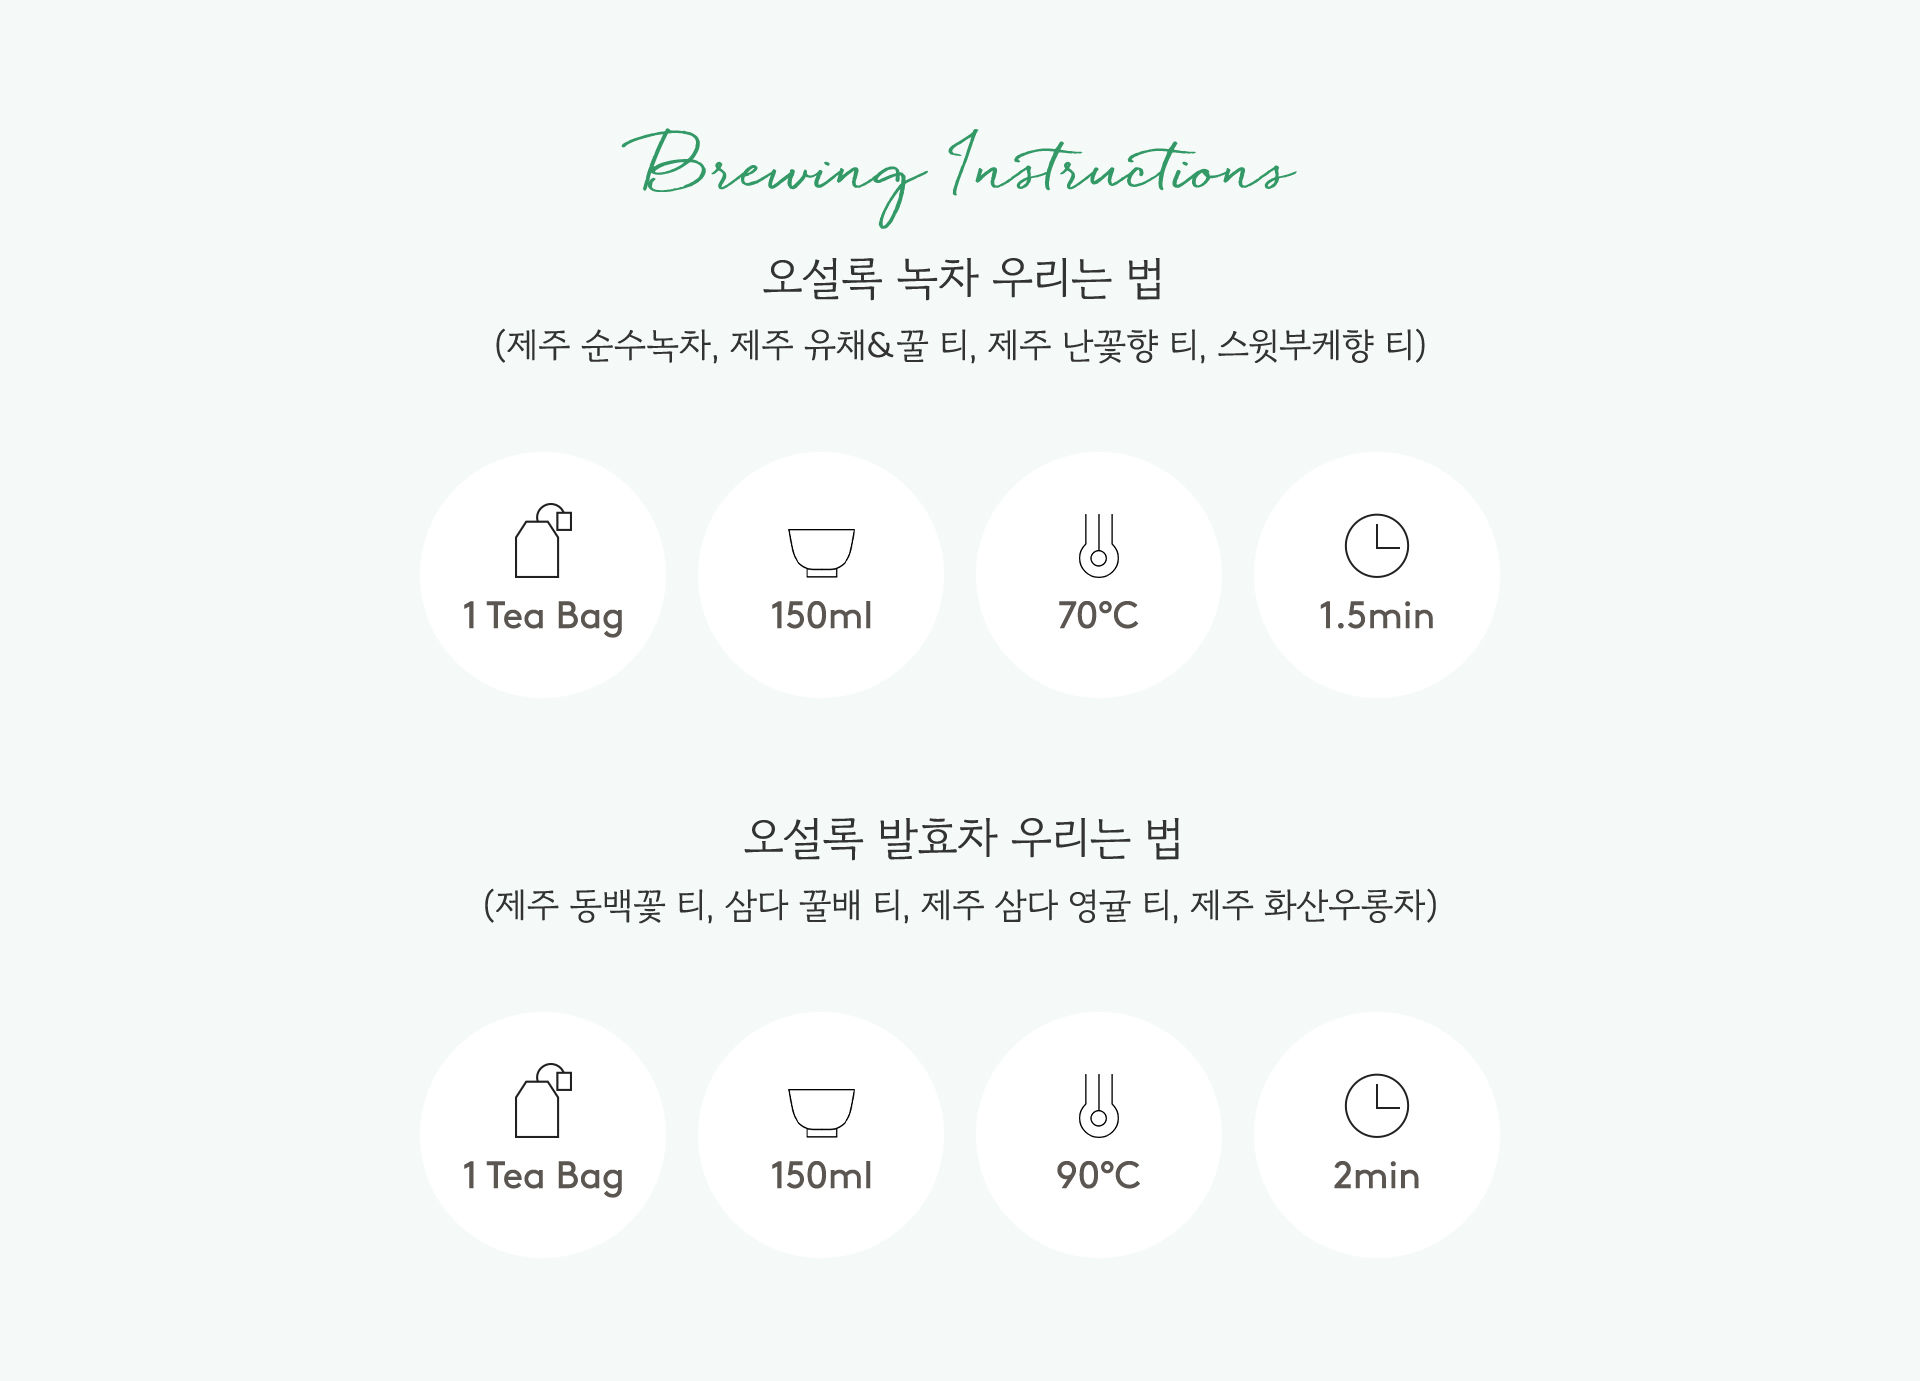 Brewing Instructions
오설록 녹차 우리는 법
(제주 순수녹차, 제주 유채&꿀 티, 제주 난꽃향 티, 스윗부케향 티)
1 Tea Bag
150ml
70°C
1.5min
오설록 발효차 우리는 법
(제주 동백꽃 티, 삼다 꿀배 티, 제주 삼다 영귤 티, 제주 화산우롱차)
1 Tea Bag
150ml
90°C
2min